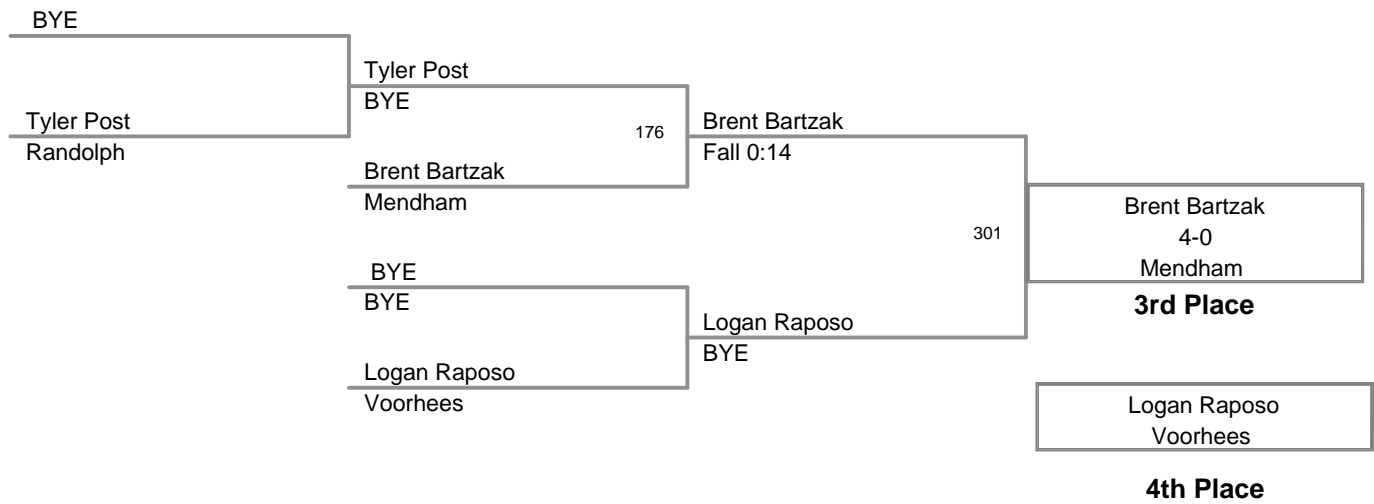 BYE
Tyler Post
Randolph
Tyler Post
BYE
176
Brent Bartzak
Mendham
BYE
BYE
Logan Raposo
Voorhees
Brent Bartzak
Fall 0:14
301
Logan Raposo
BYE
Brent Bartzak
4-0
Mendham
3rd Place
Logan Raposo
Voorhees
4th Place